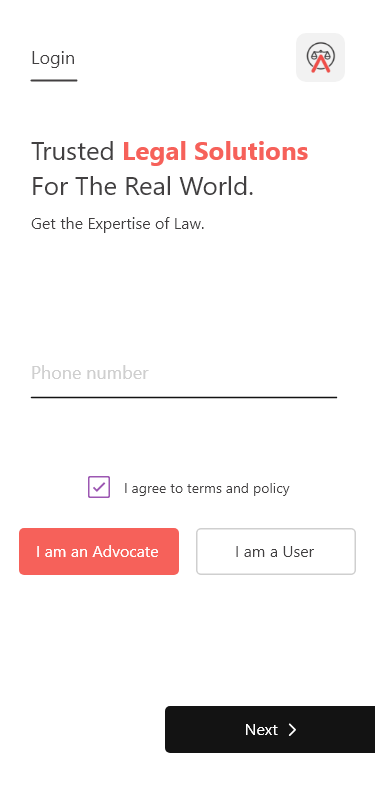 Login
Trusted Legal Solutions
For The Real World.
Get the Expertise of Law.
Phone number
I agree to terms and policy
I am an Advocate
I am a User
Next